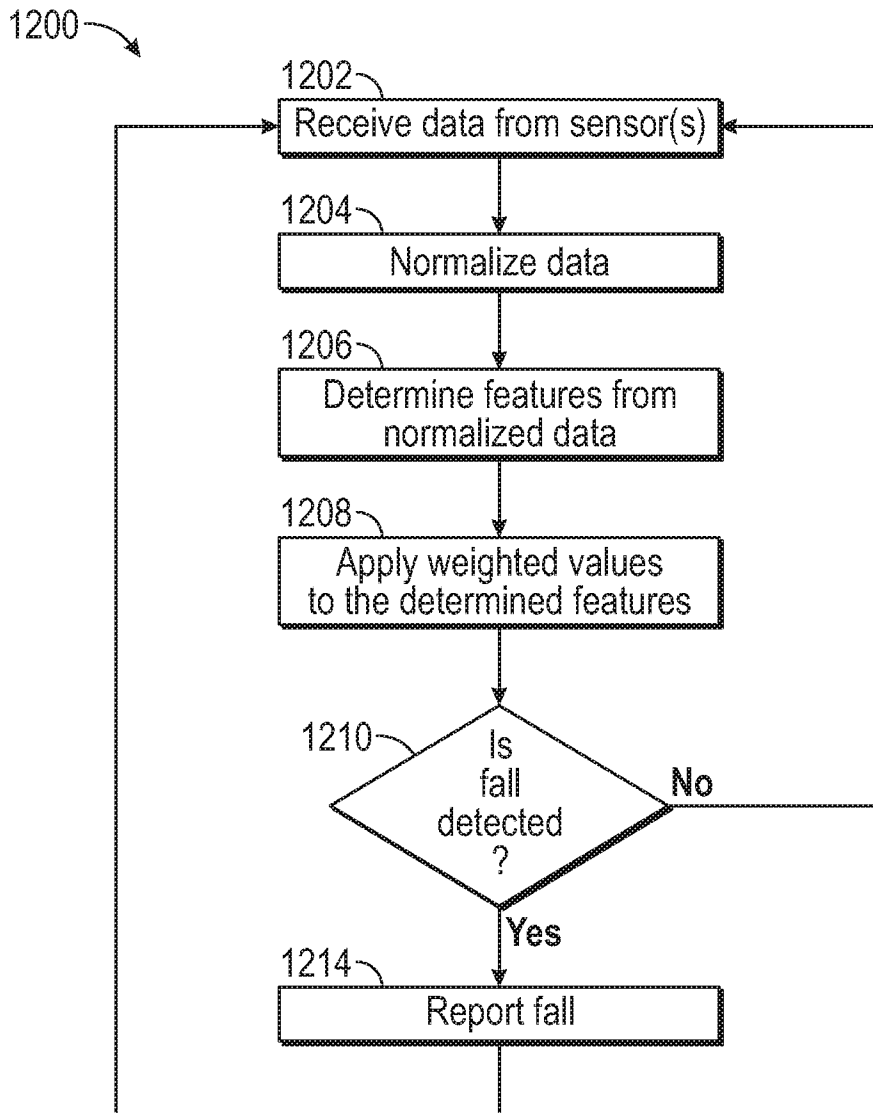 1200
1202
Receive data from sensor(s)
1204
Normalize data
1206
Determine features from
normalized data
1208
Apply weighted values
to the determined features
1210
Is
fall
detected
?
No
Yes
1214
Report fall